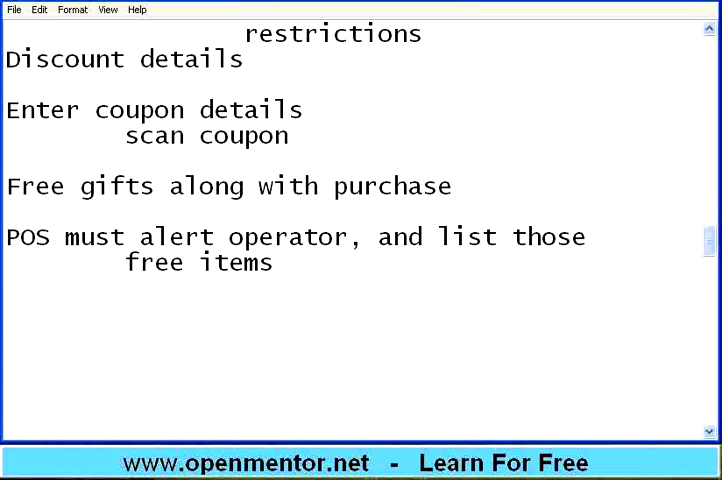 File Edit Format View Help
restrictions
Discount details
Enter coupon details
scan coupon
Free gifts along with purchase
POS must alert operator, and list those
free items
www.openmentor.net - Learn For Free